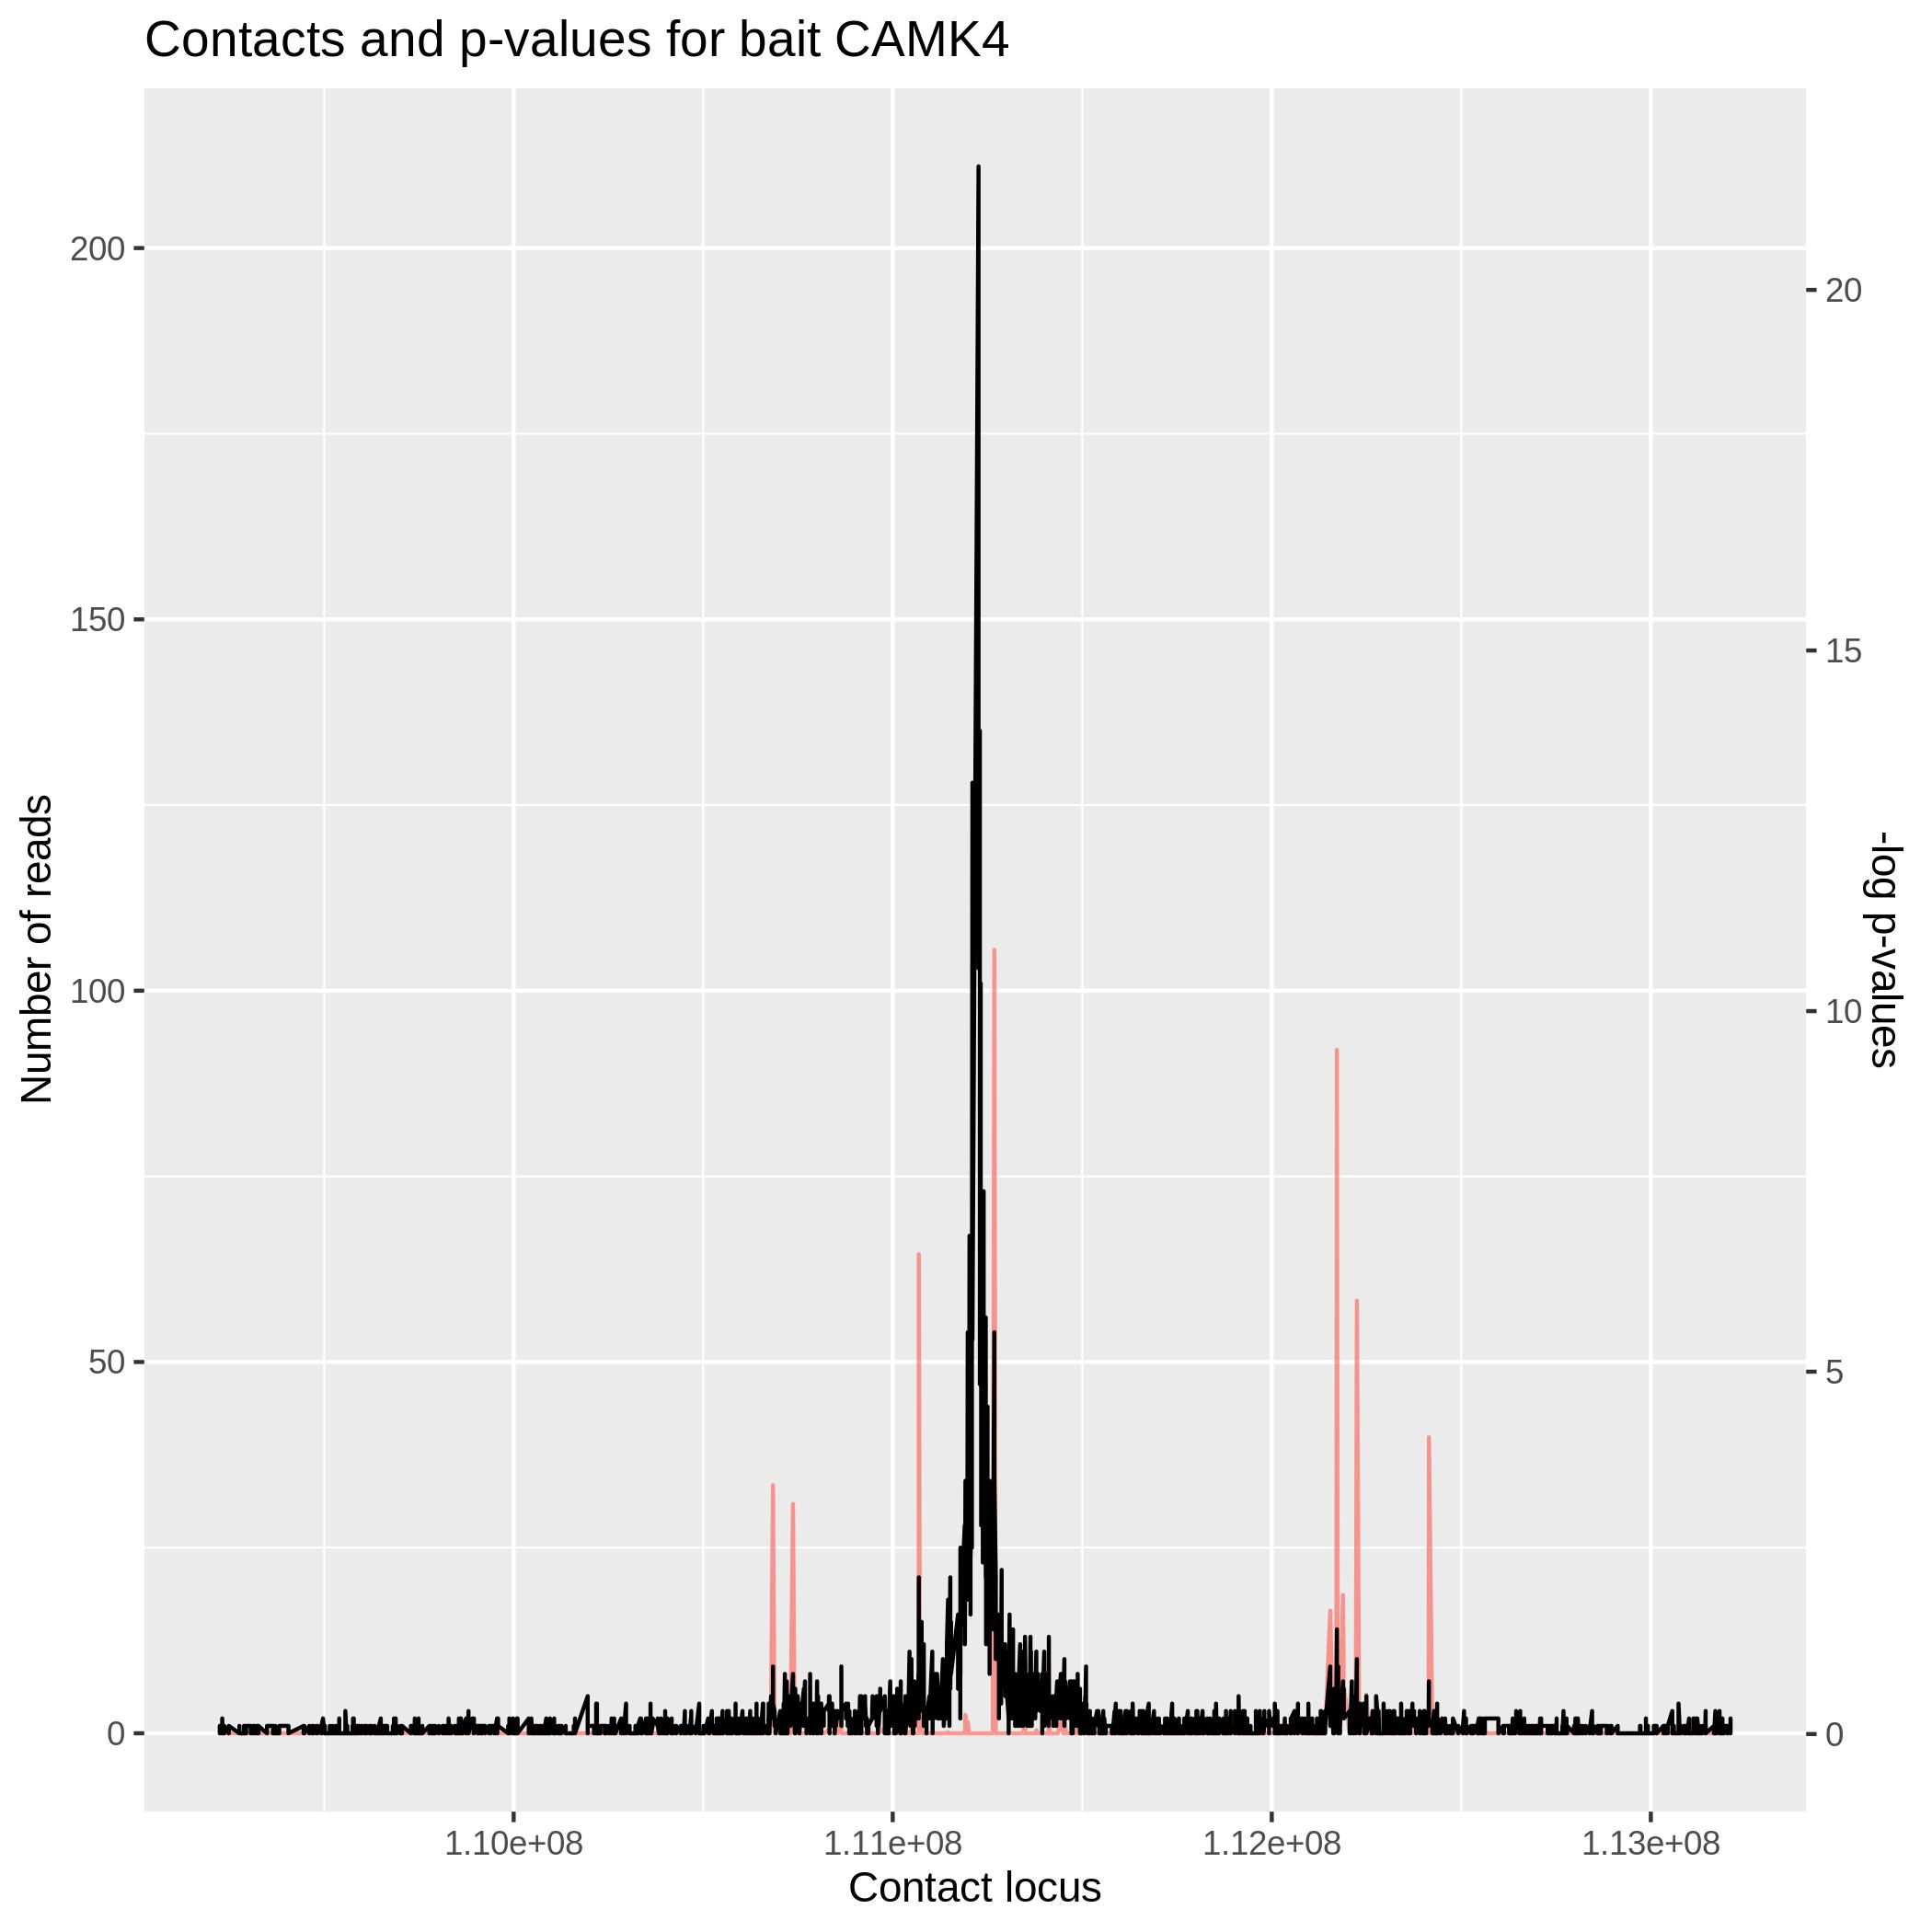 Contacts and p-values for bait CAMK4
Number of reads
200
150
100
50
0
20
15
10
5
0
-log p-values
1.10e+08
1.11e+08
1.12e+08
1.13e+08
Contact locus